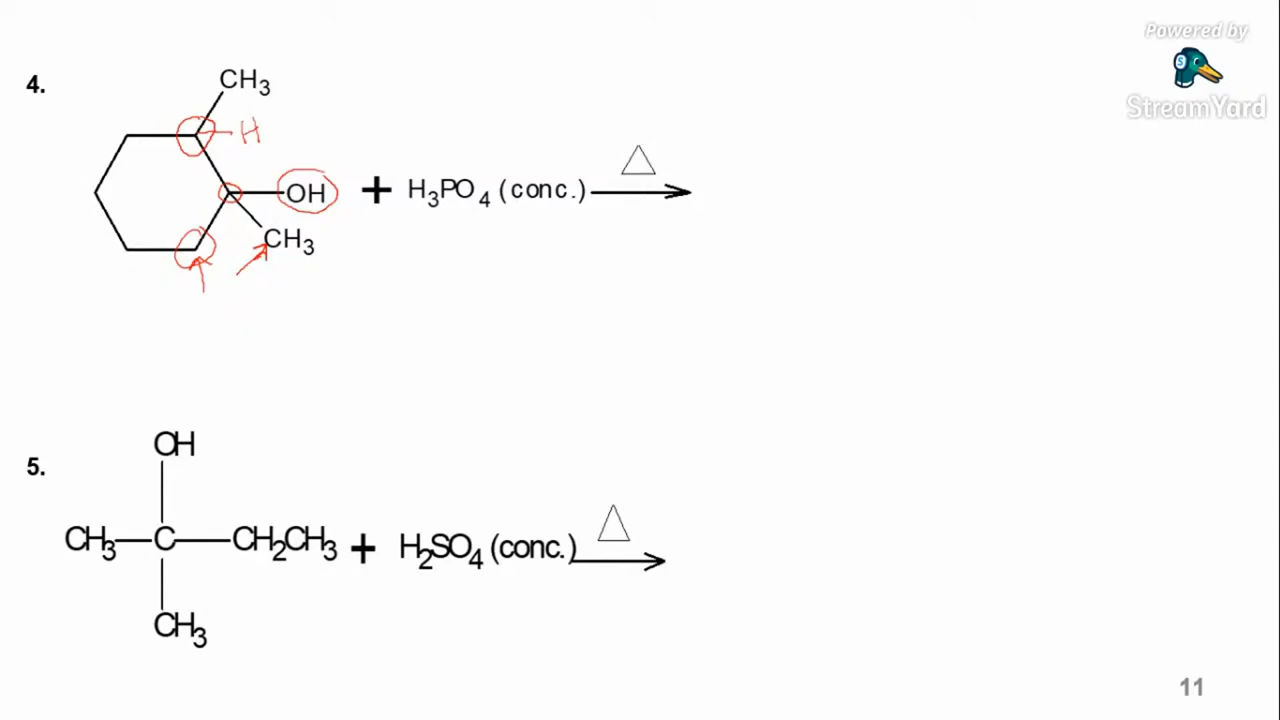 Powered by
StreamYard
4.
CH₃
H
OH + H₃PO₄ (conc.) △
CH₃
5.
OH
CH₃—C—CH₂CH₃ + H₂SO₄ (conc.) △
CH₃
11